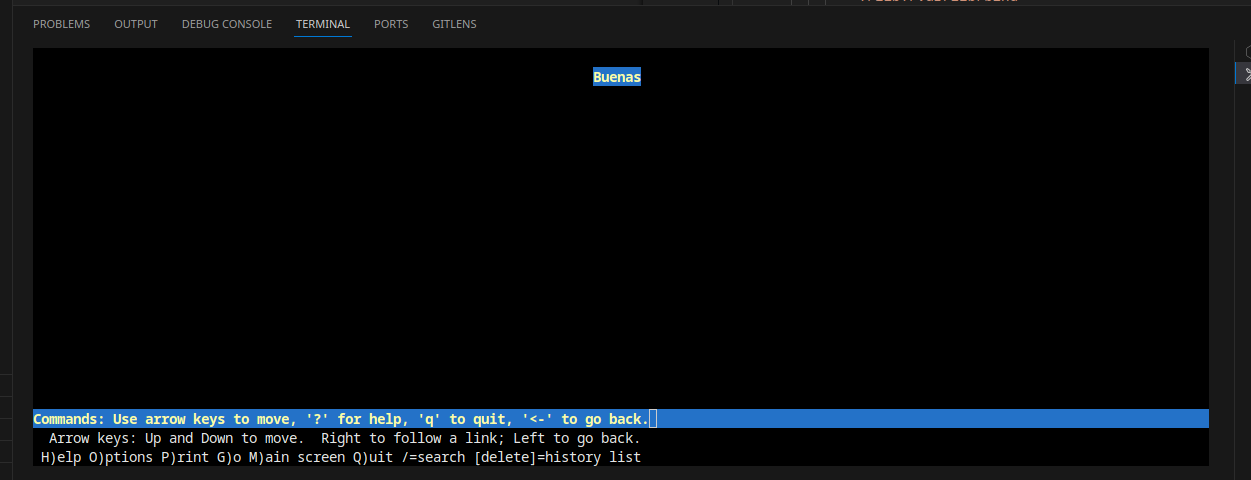 PROBLEMS OUTPUT DEBUG CONSOLE TERMINAL PORTS GITLENS
Buenas
Commands: Use arrow keys to move, '?' for help, 'q' to quit, '<-' to go back.
Arrow keys: Up and Down to move.  Right to follow a link; Left to go back.
H)elp O)ptions P)rint G)o M)ain screen Q)uit /=search [delete]=history list